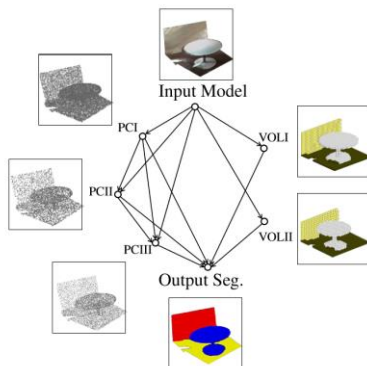 Input Model
PCI
VOLI
PCII
VOLII
PCIII
Output Seg.